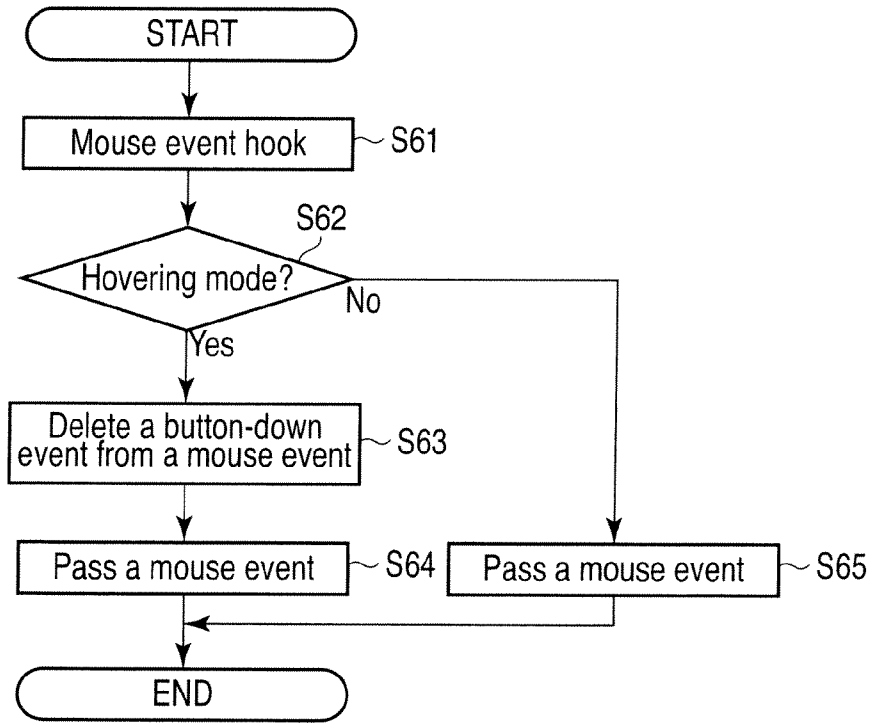 START
Mouse event hook
S61
S62
Hovering mode?
No
Yes
Delete a button-down
event from a mouse event
S63
Pass a mouse event
S64
Pass a mouse event
S65
END